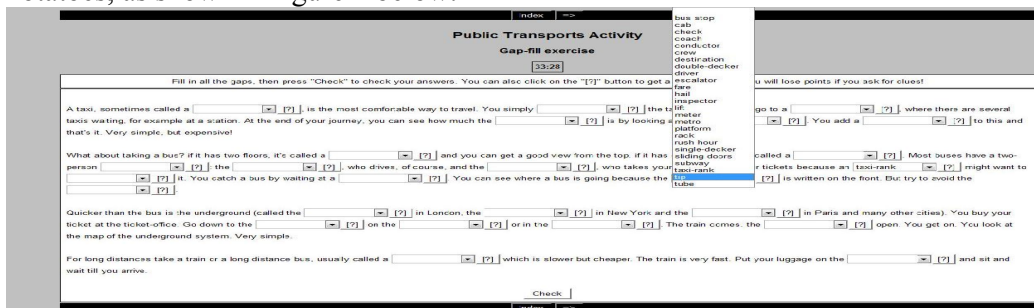 index =>
Public Transports Activity
Gap-fill exercise
33:28
Fill in all the gaps, then press "Check" to check your answers. You can also click on the "[?]" button to get a u will lose points if you ask for clues!
bus stop
cab
check
coach
conductor
crew
destination
double-decker
driver
escalator
fare
hail
inspector
lift
meter
metro
platform
rack
rush hour
single-decker
sliding doors
subway
taxi-rank
tip
tube
A taxi, sometimes called a [?] , is the most comfortable way to travel. You simply [?] the ta go to a [?] , where there are several
taxis waiting, for example at a station. At the end of your journey, you can see how much the [?] is by looking a [?] . You add a [?] to this and
that's it. Very simple, but expensive!
What about taking a bus? if it has two floors, it's called a [?] and you can get a good view from the top. if it has called a [?] . Most buses have a two-
person [?] : the [?] , who drives, of course, and the [?] , who takes your r tickets because an taxi-rank [?] might want to
[?] it. You catch a bus by waiting at a [?] . You can see where a bus is going because the [?] is written on the front. But try to avoid the
[?] .
Quicker than the bus is the underground (called the [?] in London, the [?] in New York and the [?] in Paris and many other cities). You buy your
ticket at the ticket-office. Go down to the [?] on the [?] or in the [?] . The train comes. the [?] open. You get on. You look at
the map of the underground system. Very simple.
For long distances take a train or a long distance bus, usually called a [?] which is slower but cheaper. The train is very fast. Put your luggage on the [?] and sit and
wait till you arrive.
Check
index =>